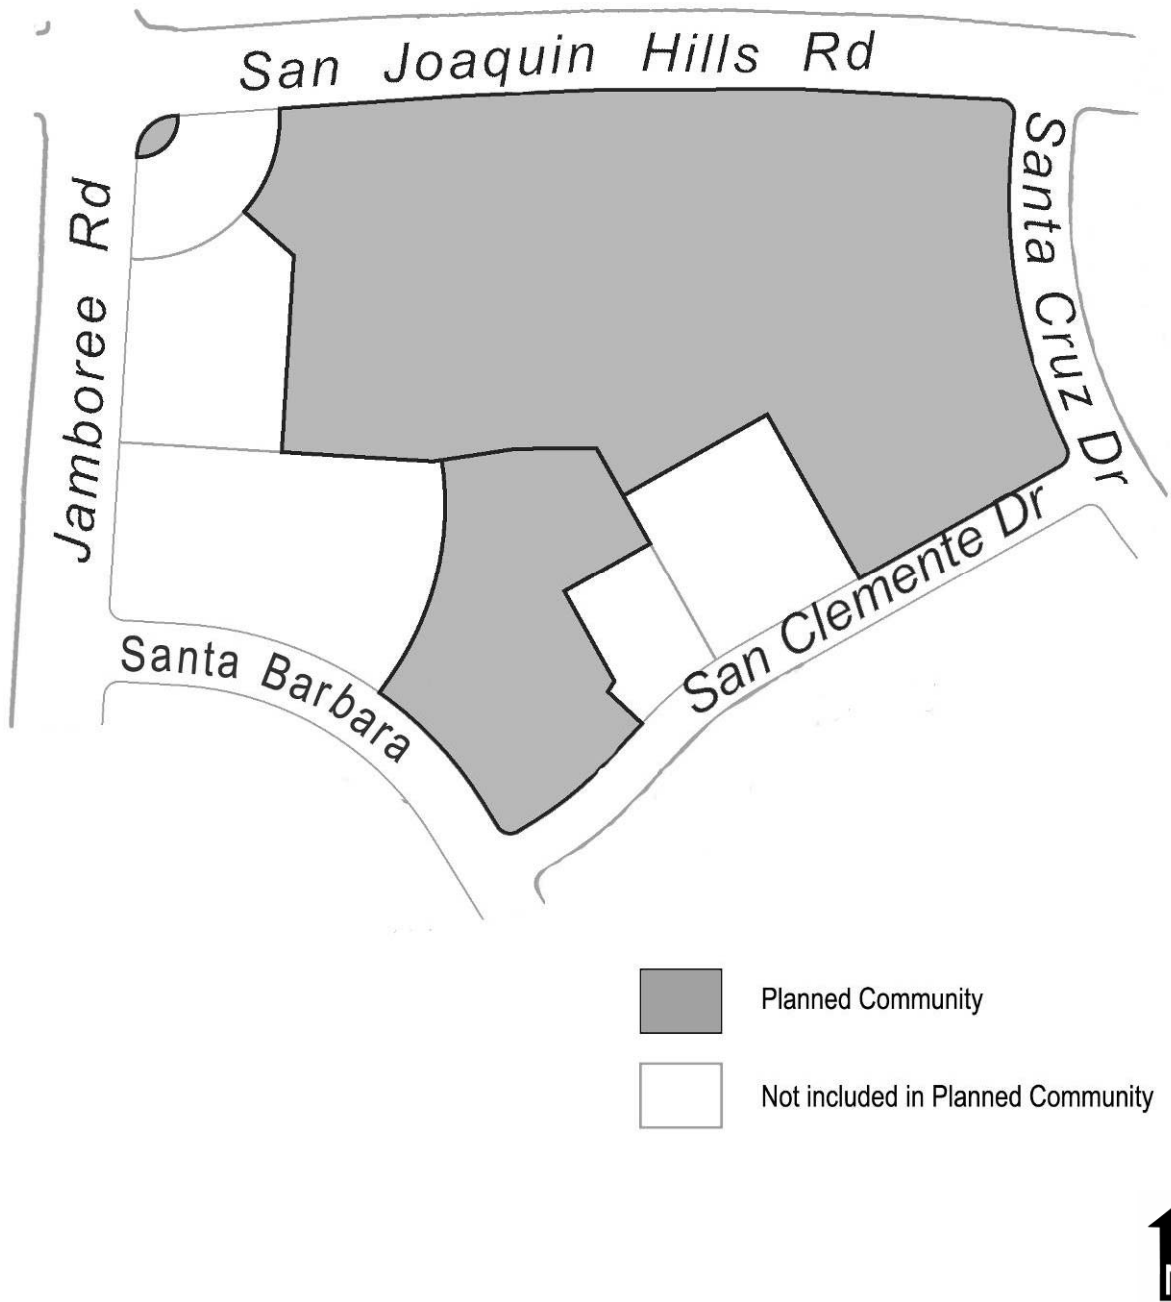 San Joaquin Hills Rd
Santa Cruz Dr
Jamboree Rd
San Clemente Dr
Santa Barbara
Planned Community
Not included in Planned Community